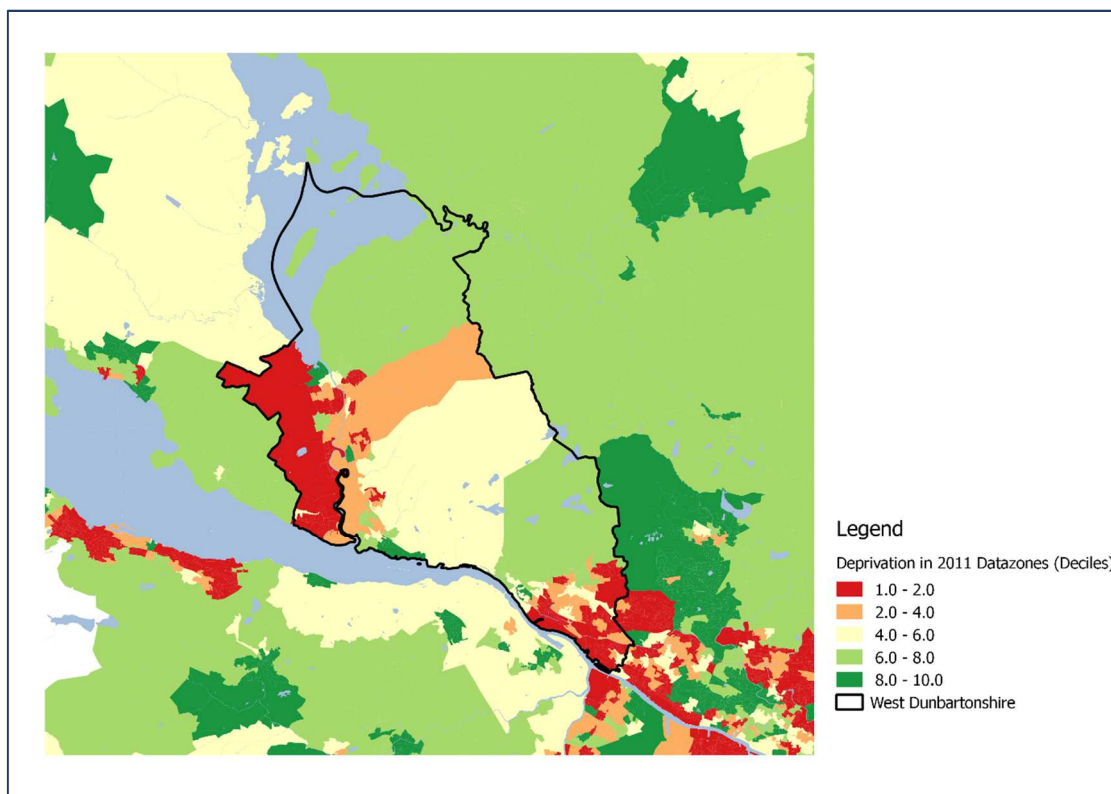 Legend
Deprivation in 2011 Datazones (Deciles)
1.0 - 2.0
2.0 - 4.0
4.0 - 6.0
6.0 - 8.0
8.0 - 10.0
West Dunbartonshire